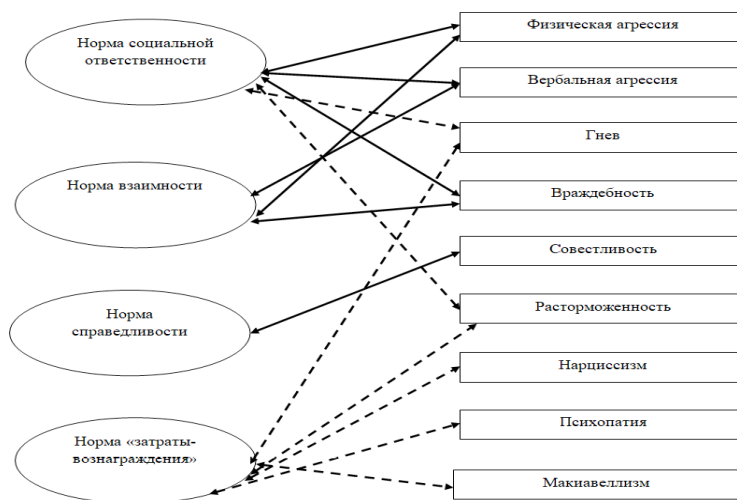 Норма социальной
ответственности
Норма взаимности
Норма
справедливости
Норма «затраты-
вознаграждения»
Физическая агрессия
Вербальная агрессия
Гнев
Враждебность
Совестливость
Расторможенность
Нарциссизм
Психопатия
Макиавеллизм